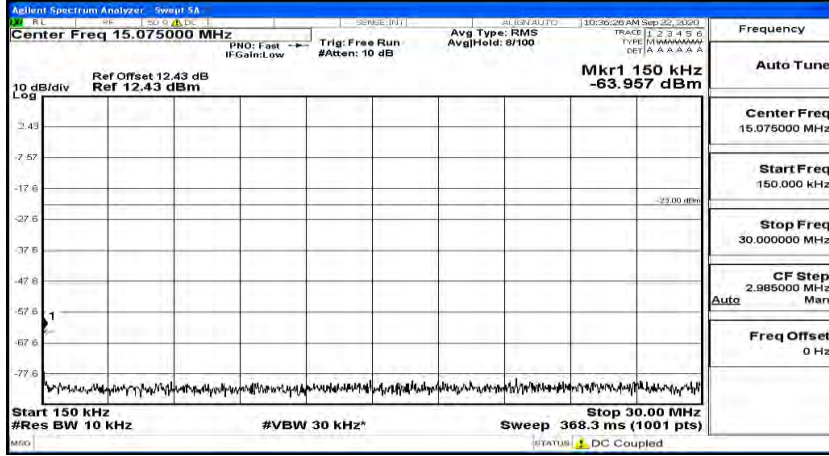 Agilent Spectrum Analyzer - Swept SA
RL RF 50 Ω DC SENSE:INT ALIGN AUTO 10:36:26 AM Sep 22, 2020
Center Freq 15.075000 MHz
PNO: Fast
IFGain:Low
Trig: Free Run
#Atten: 10 dB
Avg Type: RMS
Avg|Hold: 8/100
TRACE 1 2 3 4 5 6
TYPE MWWWWW
DET A A A A A A
Ref Offset 12.43 dB
10 dB/div Ref 12.43 dBm
Log
Mkr1 150 kHz
-63.957 dBm
2.43
-7.57
-17.6
-23.00 dBm
-27.6
-37.6
-47.6
-57.6
1
-67.6
-77.6
Start 150 kHz
#Res BW 10 kHz
#VBW 30 kHz*
Stop 30.00 MHz
Sweep 368.3 ms (1001 pts)
MSG
STATUS DC Coupled
Frequency
Auto Tune
Center Freq
15.075000 MHz
Start Freq
150.000 kHz
Stop Freq
30.000000 MHz
CF Step
2.985000 MHz
Auto Man
Freq Offset
0 Hz